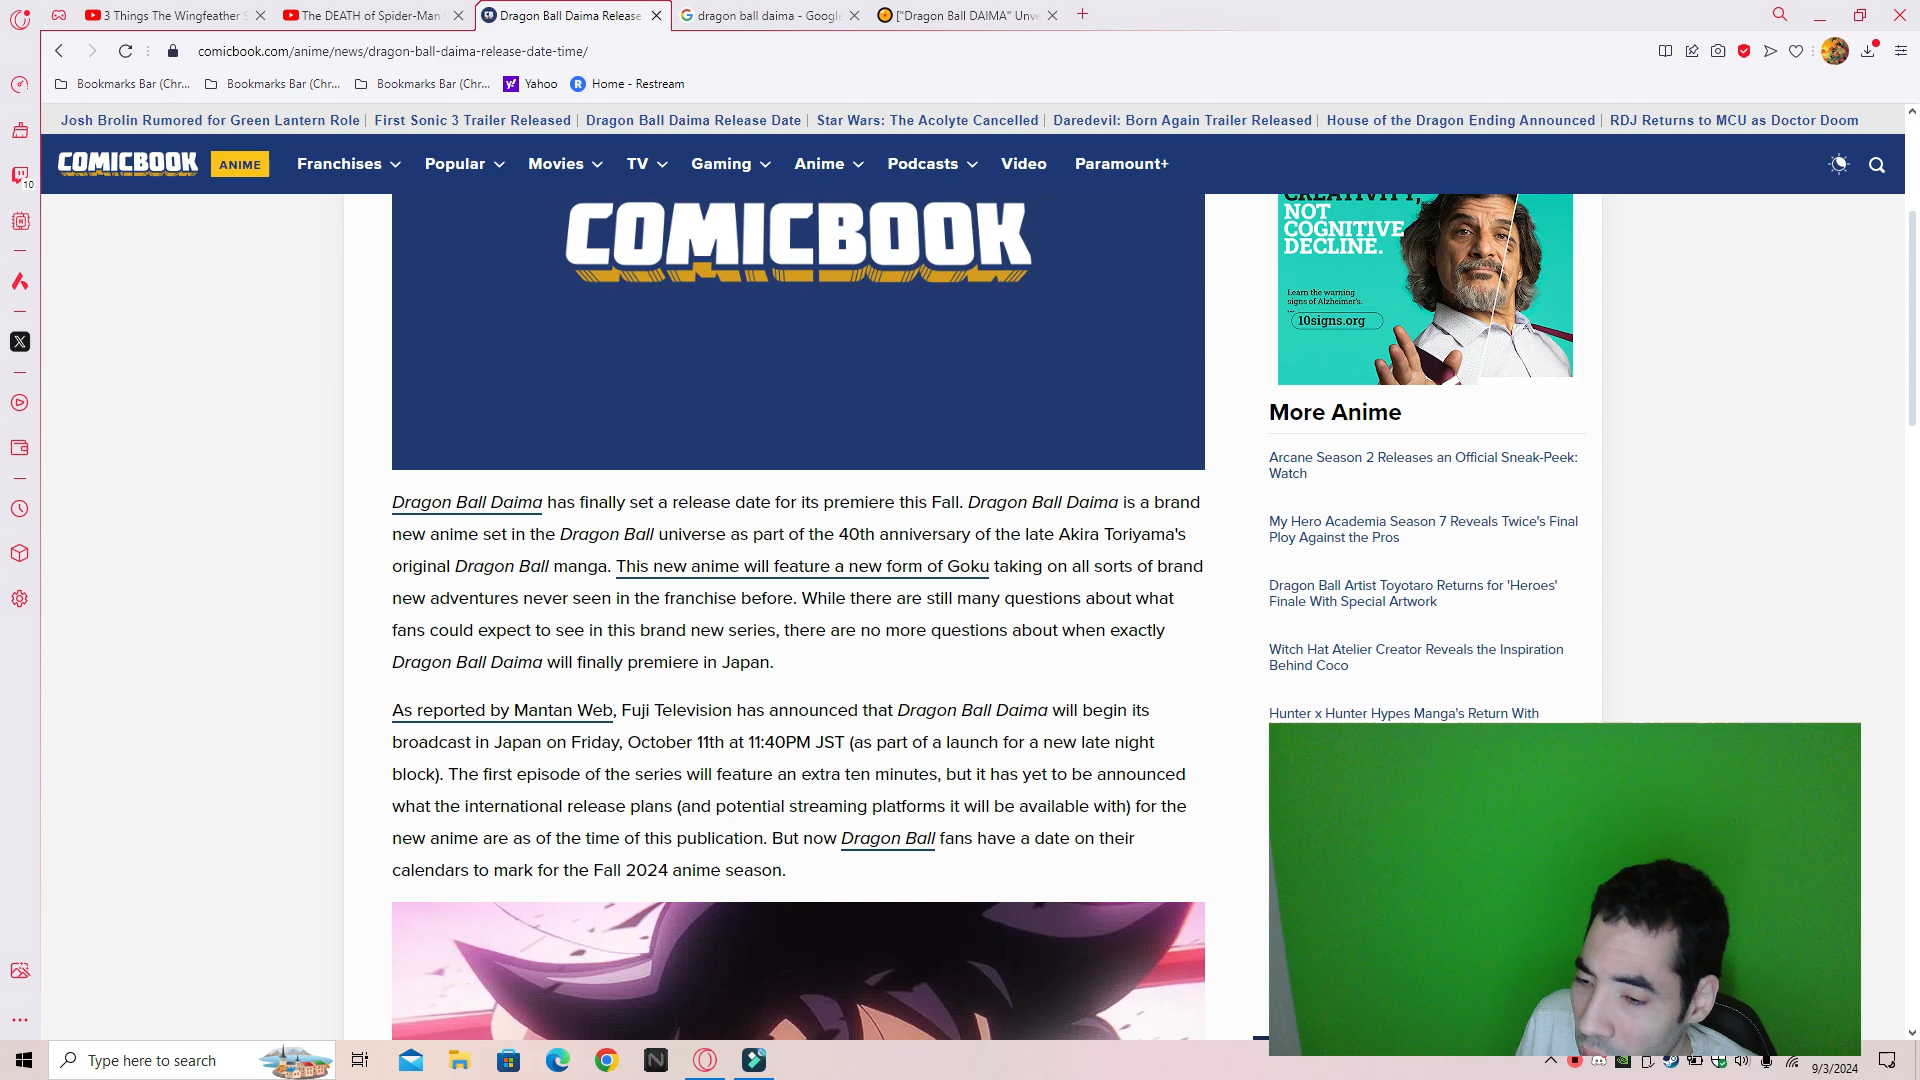 3 Things The Wingfeather S
The DEATH of Spider-Man
Dragon Ball Daima Release
dragon ball daima - Google
["Dragon Ball DAIMA" Unve
comicbook.com/anime/news/dragon-ball-daima-release-date-time/
Bookmarks Bar (Chr...
Bookmarks Bar (Chr...
Bookmarks Bar (Chr...
Yahoo
Home - Restream
Josh Brolin Rumored for Green Lantern Role | First Sonic 3 Trailer Released | Dragon Ball Daima Release Date | Star Wars: The Acolyte Cancelled | Daredevil: Born Again Trailer Released | House of the Dragon Ending Announced | RDJ Returns to MCU as Doctor Doom
COMICBOOK ANIME Franchises Popular Movies TV Gaming Anime Podcasts Video Paramount+
10
COMICBOOK
CREATIVITY,
NOT
COGNITIVE
DECLINE.
Learn the warning
signs of Alzheimer's.
...
10signs.org
More Anime
Arcane Season 2 Releases an Official Sneak-Peek:
Watch
My Hero Academia Season 7 Reveals Twice's Final
Ploy Against the Pros
Dragon Ball Artist Toyotaro Returns for 'Heroes'
Finale With Special Artwork
Witch Hat Atelier Creator Reveals the Inspiration
Behind Coco
Hunter x Hunter Hypes Manga's Return With
Dragon Ball Daima has finally set a release date for its premiere this Fall. Dragon Ball Daima is a brand
new anime set in the Dragon Ball universe as part of the 40th anniversary of the late Akira Toriyama's
original Dragon Ball manga. This new anime will feature a new form of Goku taking on all sorts of brand
new adventures never seen in the franchise before. While there are still many questions about what
fans could expect to see in this brand new series, there are no more questions about when exactly
Dragon Ball Daima will finally premiere in Japan.
As reported by Mantan Web, Fuji Television has announced that Dragon Ball Daima will begin its
broadcast in Japan on Friday, October 11th at 11:40PM JST (as part of a launch for a new late night
block). The first episode of the series will feature an extra ten minutes, but it has yet to be announced
what the international release plans (and potential streaming platforms it will be available with) for the
new anime are as of the time of this publication. But now Dragon Ball fans have a date on their
calendars to mark for the Fall 2024 anime season.
Type here to search
9/3/2024